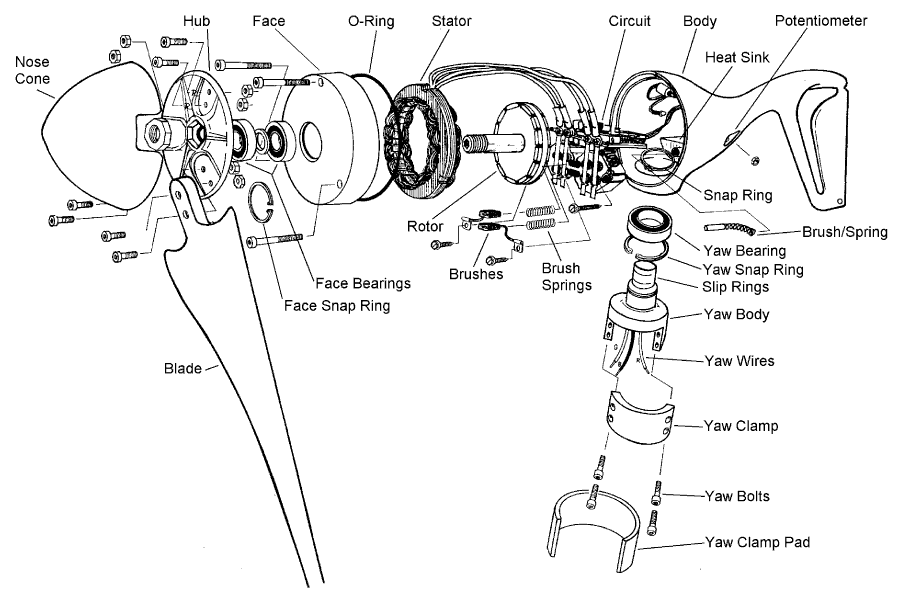 Hub
Face
O-Ring
Stator
Circuit
Body
Potentiometer
Nose
Cone
Heat Sink
Snap Ring
Rotor
Brush/Spring
Brushes
Brush
Springs
Yaw Bearing
Yaw Snap Ring
Slip Rings
Face Bearings
Face Snap Ring
Yaw Body
Blade
Yaw Wires
Yaw Clamp
Yaw Bolts
Yaw Clamp Pad